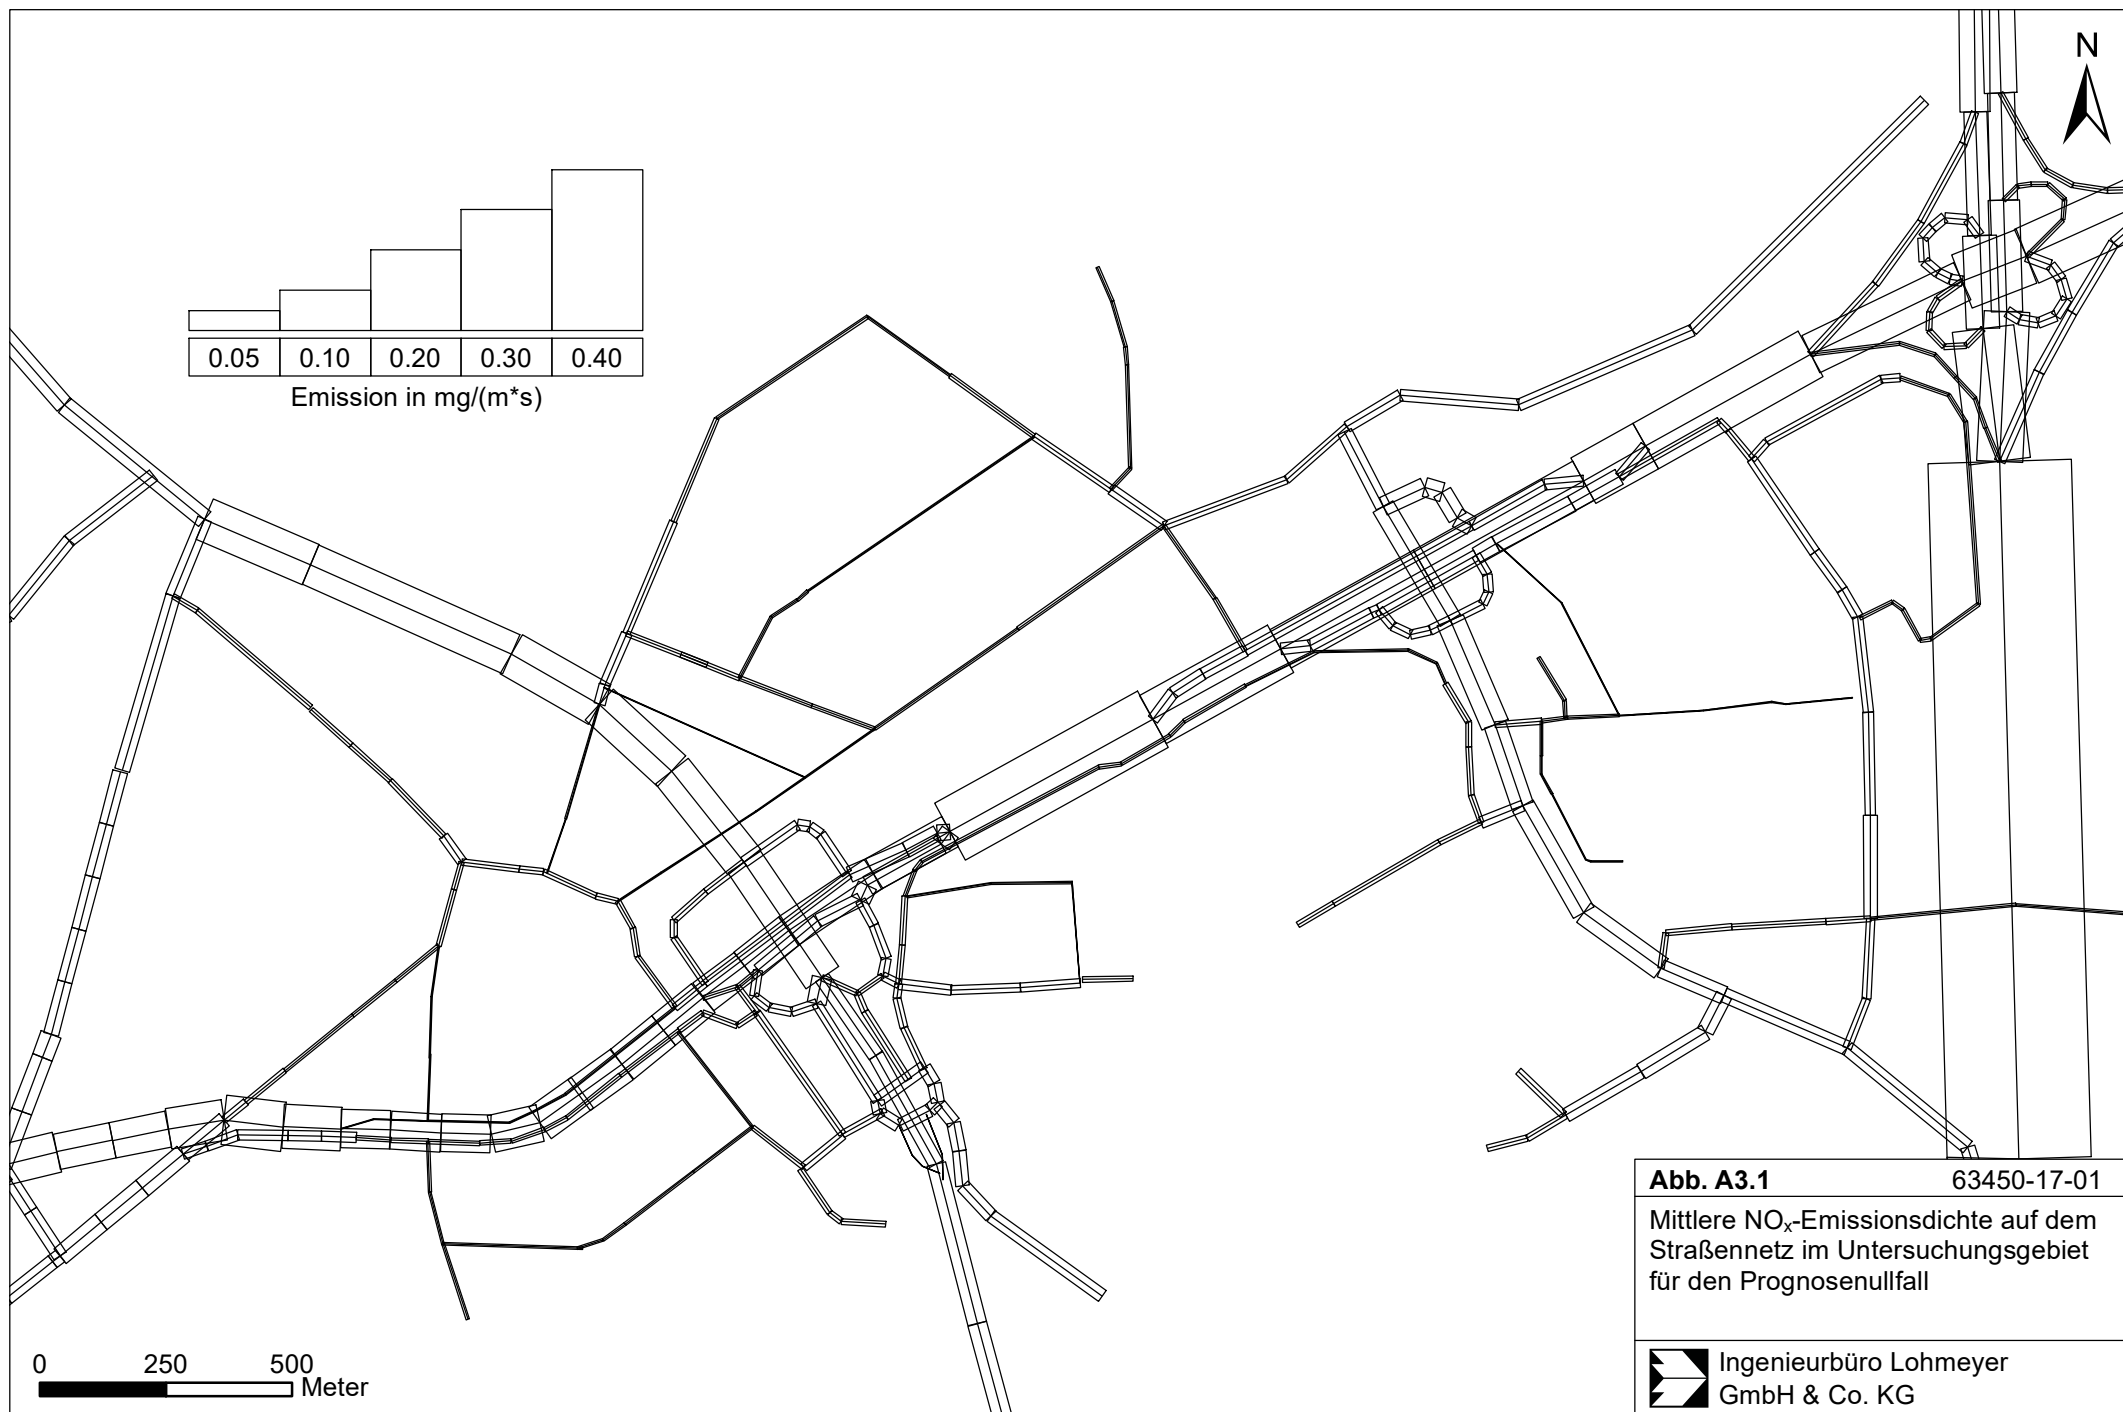 N
0.05 0.10 0.20 0.30 0.40
Emission in mg/(m*s)
Abb. A3.1 63450-17-01
Mittlere NOₓ-Emissionsdichte auf dem
Straßennetz im Untersuchungsgebiet
für den Prognosenullfall
0 250 500
Meter
Ingenieurbüro Lohmeyer
GmbH & Co. KG